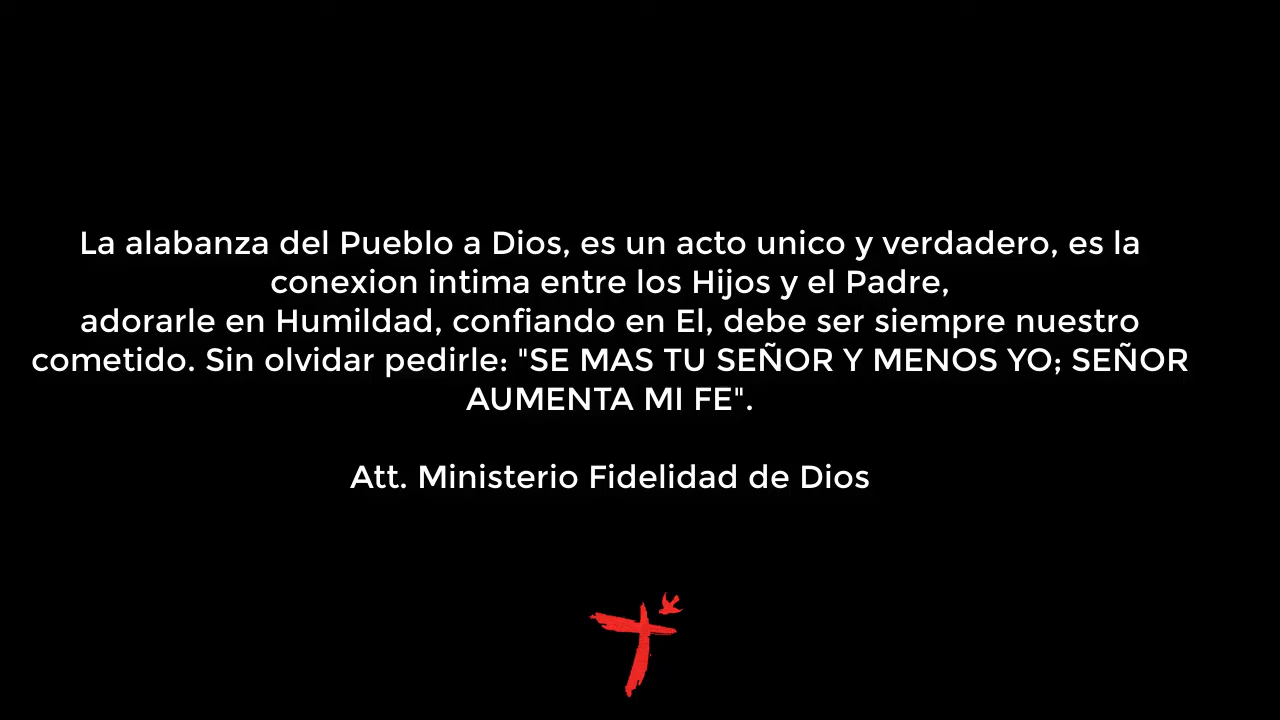 La alabanza del Pueblo a Dios, es un acto unico y verdadero, es la
conexion intima entre los Hijos y el Padre,
adorarle en Humildad, confiando en El, debe ser siempre nuestro
cometido. Sin olvidar pedirle: "SE MAS TU SEÑOR Y MENOS YO; SEÑOR
AUMENTA MI FE".
Att. Ministerio Fidelidad de Dios